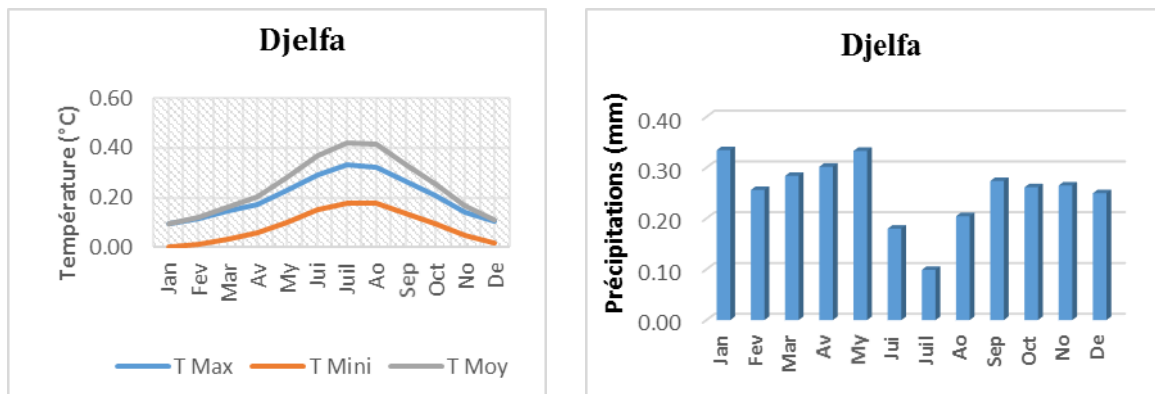 Djelfa
Température (°C)
0.60
0.40
0.20
0.00
Jan
Fev
Mar
Av
My
Jui
Juil
Ao
Sep
Oct
No
De
T Max
T Mini
T Moy
Djelfa
Précipitations (mm)
0.40
0.30
0.20
0.10
0.00
Jan
Fev
Mar
Av
My
Jui
Juil
Ao
Sep
Oct
No
De